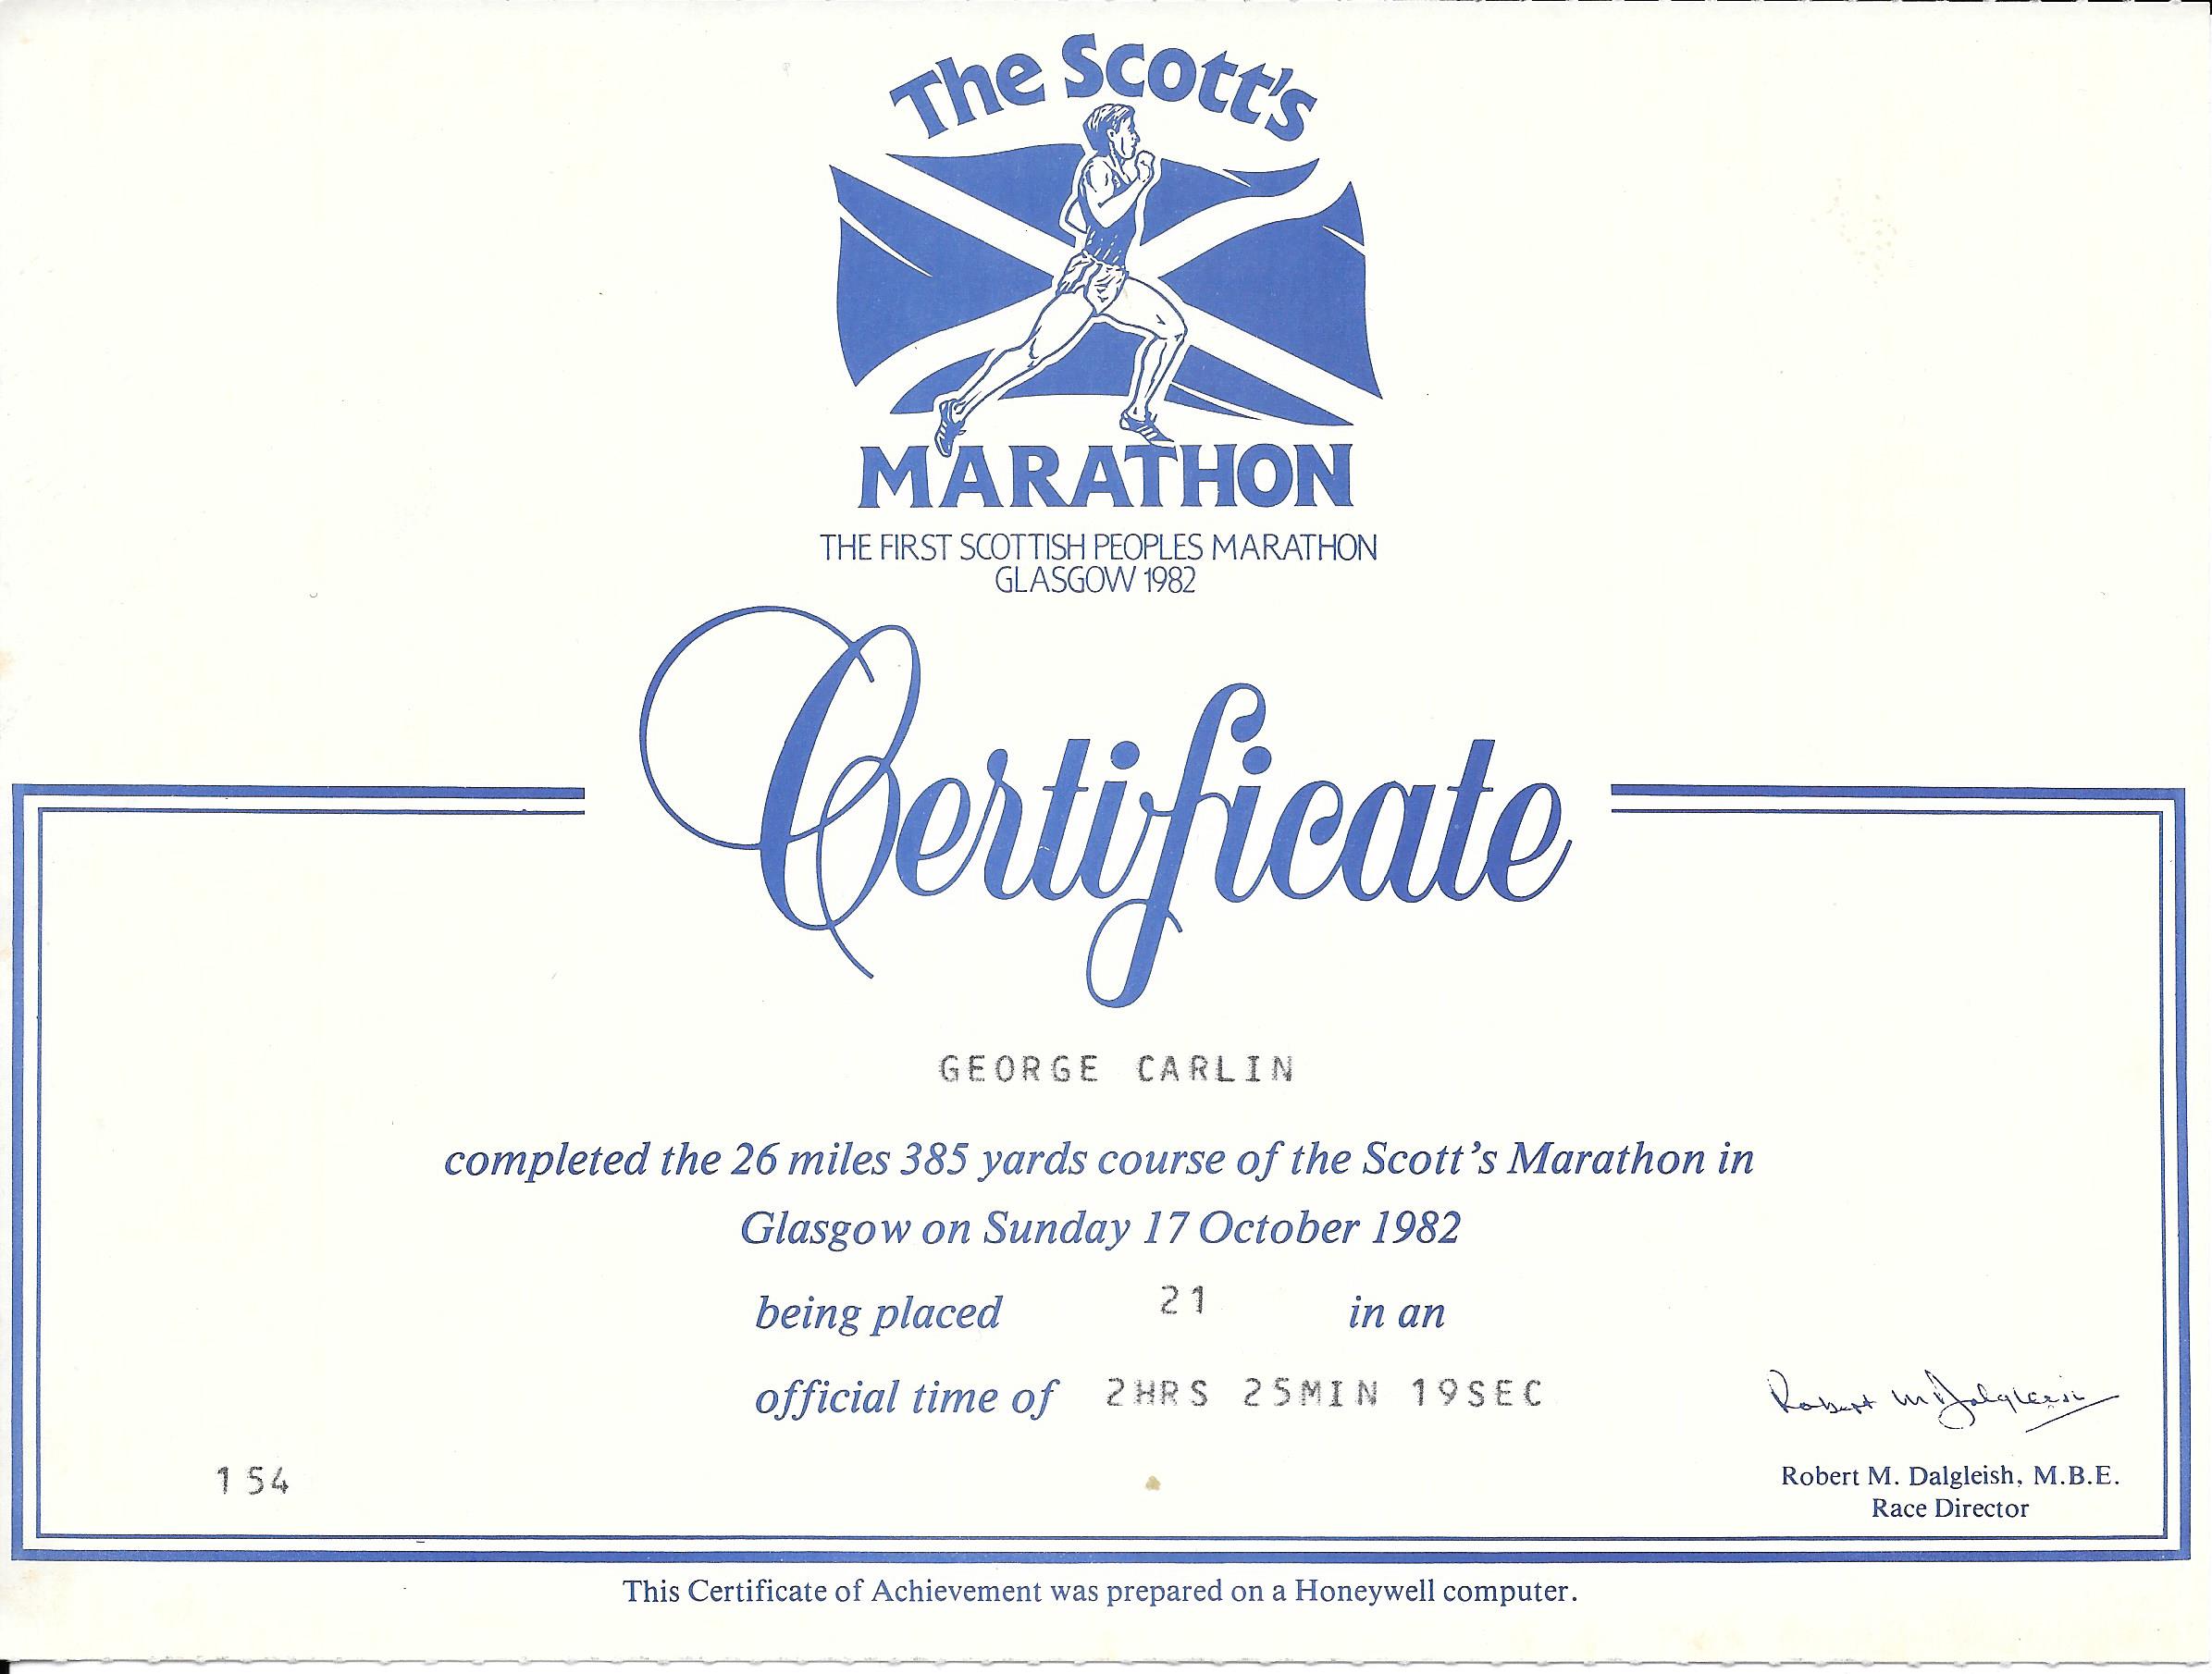 The Scott's
MARATHON
THE FIRST SCOTTISH PEOPLES MARATHON
GLASGOW 1982
Certificate
GEORGE CARLIN
completed the 26 miles 385 yards course of the Scott's Marathon in
Glasgow on Sunday 17 October 1982
being placed 21 in an
official time of 2HRS 25MIN 19SEC
Robert M Dalgleish
154
Robert M. Dalgleish, M.B.E.
Race Director
This Certificate of Achievement was prepared on a Honeywell computer.